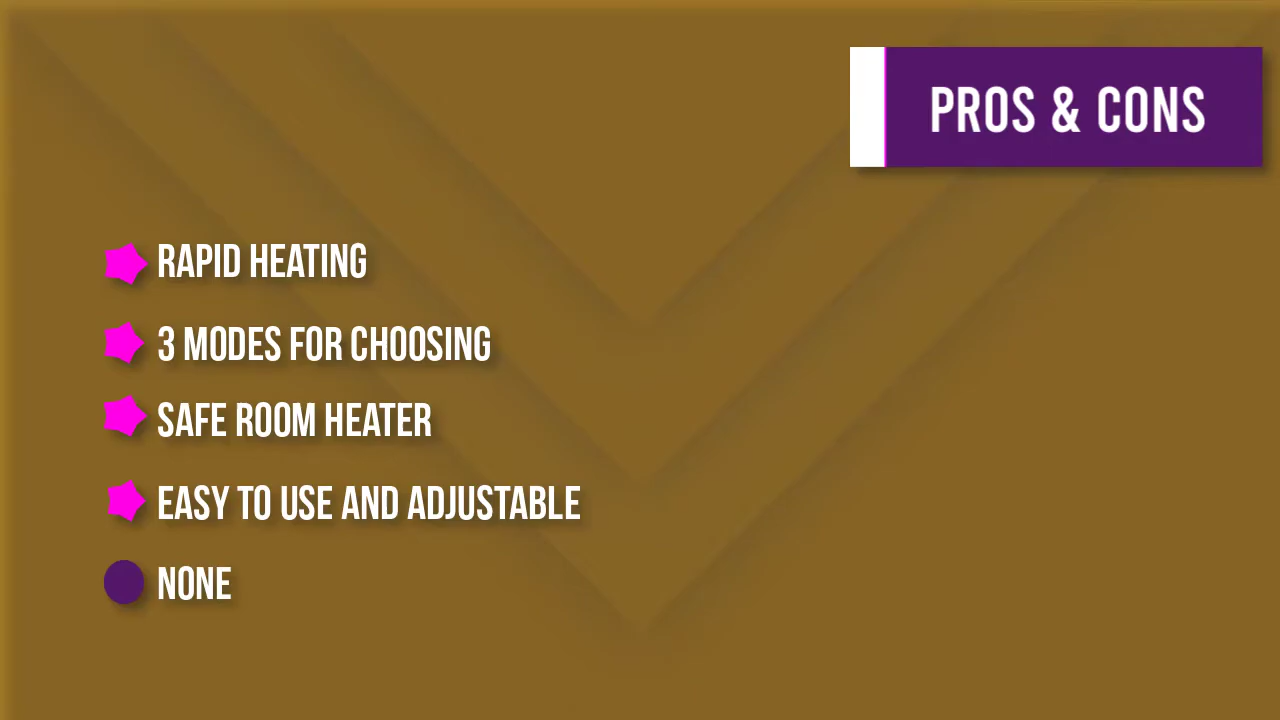 PROS & CONS
RAPID HEATING
3 MODES FOR CHOOSING
SAFE ROOM HEATER
EASY TO USE AND ADJUSTABLE
NONE